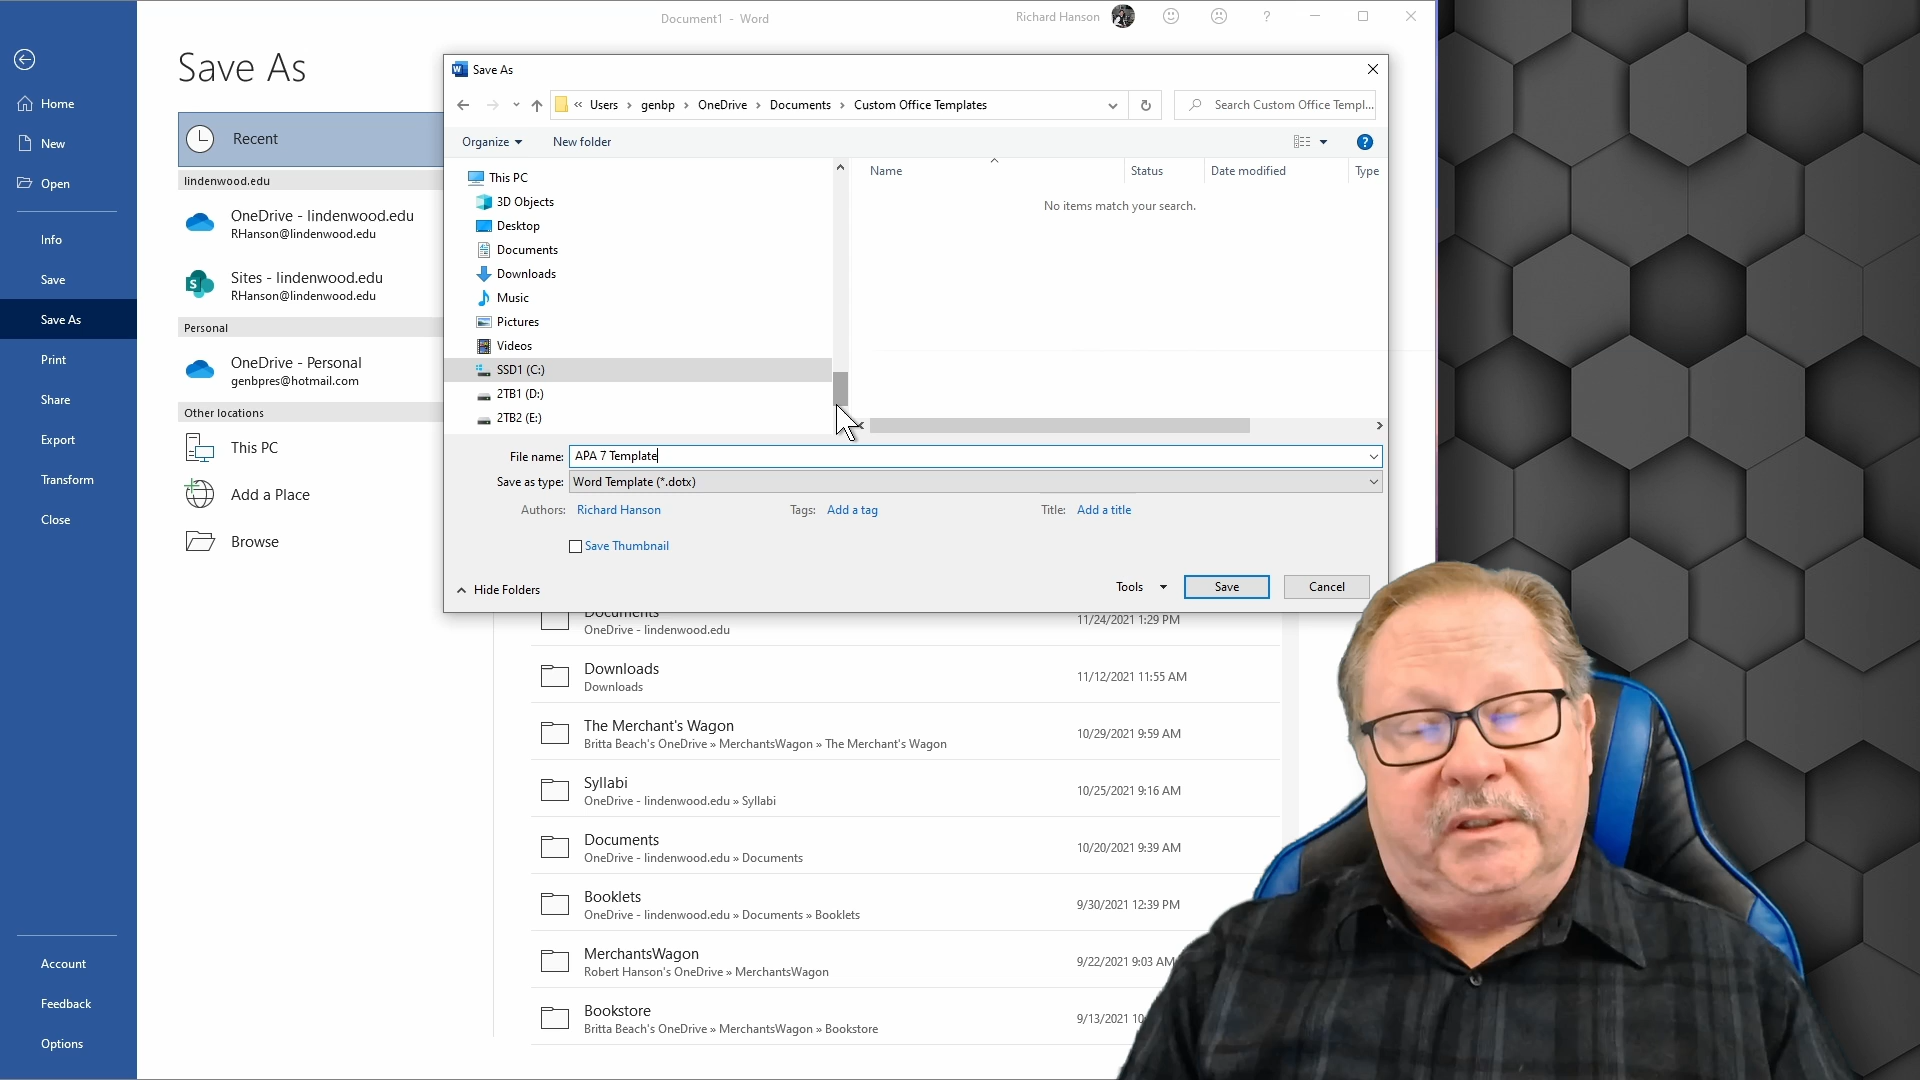 Document1 - Word
Richard Hanson
?
Save As
Home
New
Open
Info
Save
Save As
Print
Share
Export
Transform
Close
Account
Feedback
Options
Recent
lindenwood.edu
OneDrive - lindenwood.edu
RHanson@lindenwood.edu
Sites - lindenwood.edu
RHanson@lindenwood.edu
Personal
OneDrive - Personal
genbpres@hotmail.com
Other locations
This PC
Add a Place
Browse
Save As
« Users › genbp › OneDrive › Documents › Custom Office Templates
Search Custom Office Templ...
Organize
New folder
?
This PC
3D Objects
Desktop
Documents
Downloads
Music
Pictures
Videos
SSD1 (C:)
2TB1 (D:)
2TB2 (E:)
Name Status Date modified Type
No items match your search.
File name: APA 7 Template
Save as type: Word Template (*.dotx)
Authors: Richard Hanson Tags: Add a tag Title: Add a title
Save Thumbnail
Hide Folders
Tools Save Cancel
Documents 11/24/2021 1:29 PM
OneDrive - lindenwood.edu
Downloads 11/12/2021 11:55 AM
Downloads
The Merchant's Wagon 10/29/2021 9:59 AM
Britta Beach's OneDrive » MerchantsWagon » The Merchant's Wagon
Syllabi 10/25/2021 9:16 AM
OneDrive - lindenwood.edu » Syllabi
Documents 10/20/2021 9:39 AM
OneDrive - lindenwood.edu » Documents
Booklets 9/30/2021 12:39 PM
OneDrive - lindenwood.edu » Documents » Booklets
MerchantsWagon 9/22/2021 9:03 AM
Robert Hanson's OneDrive » MerchantsWagon
Bookstore 9/13/2021 10
Britta Beach's OneDrive » MerchantsWagon » Bookstore